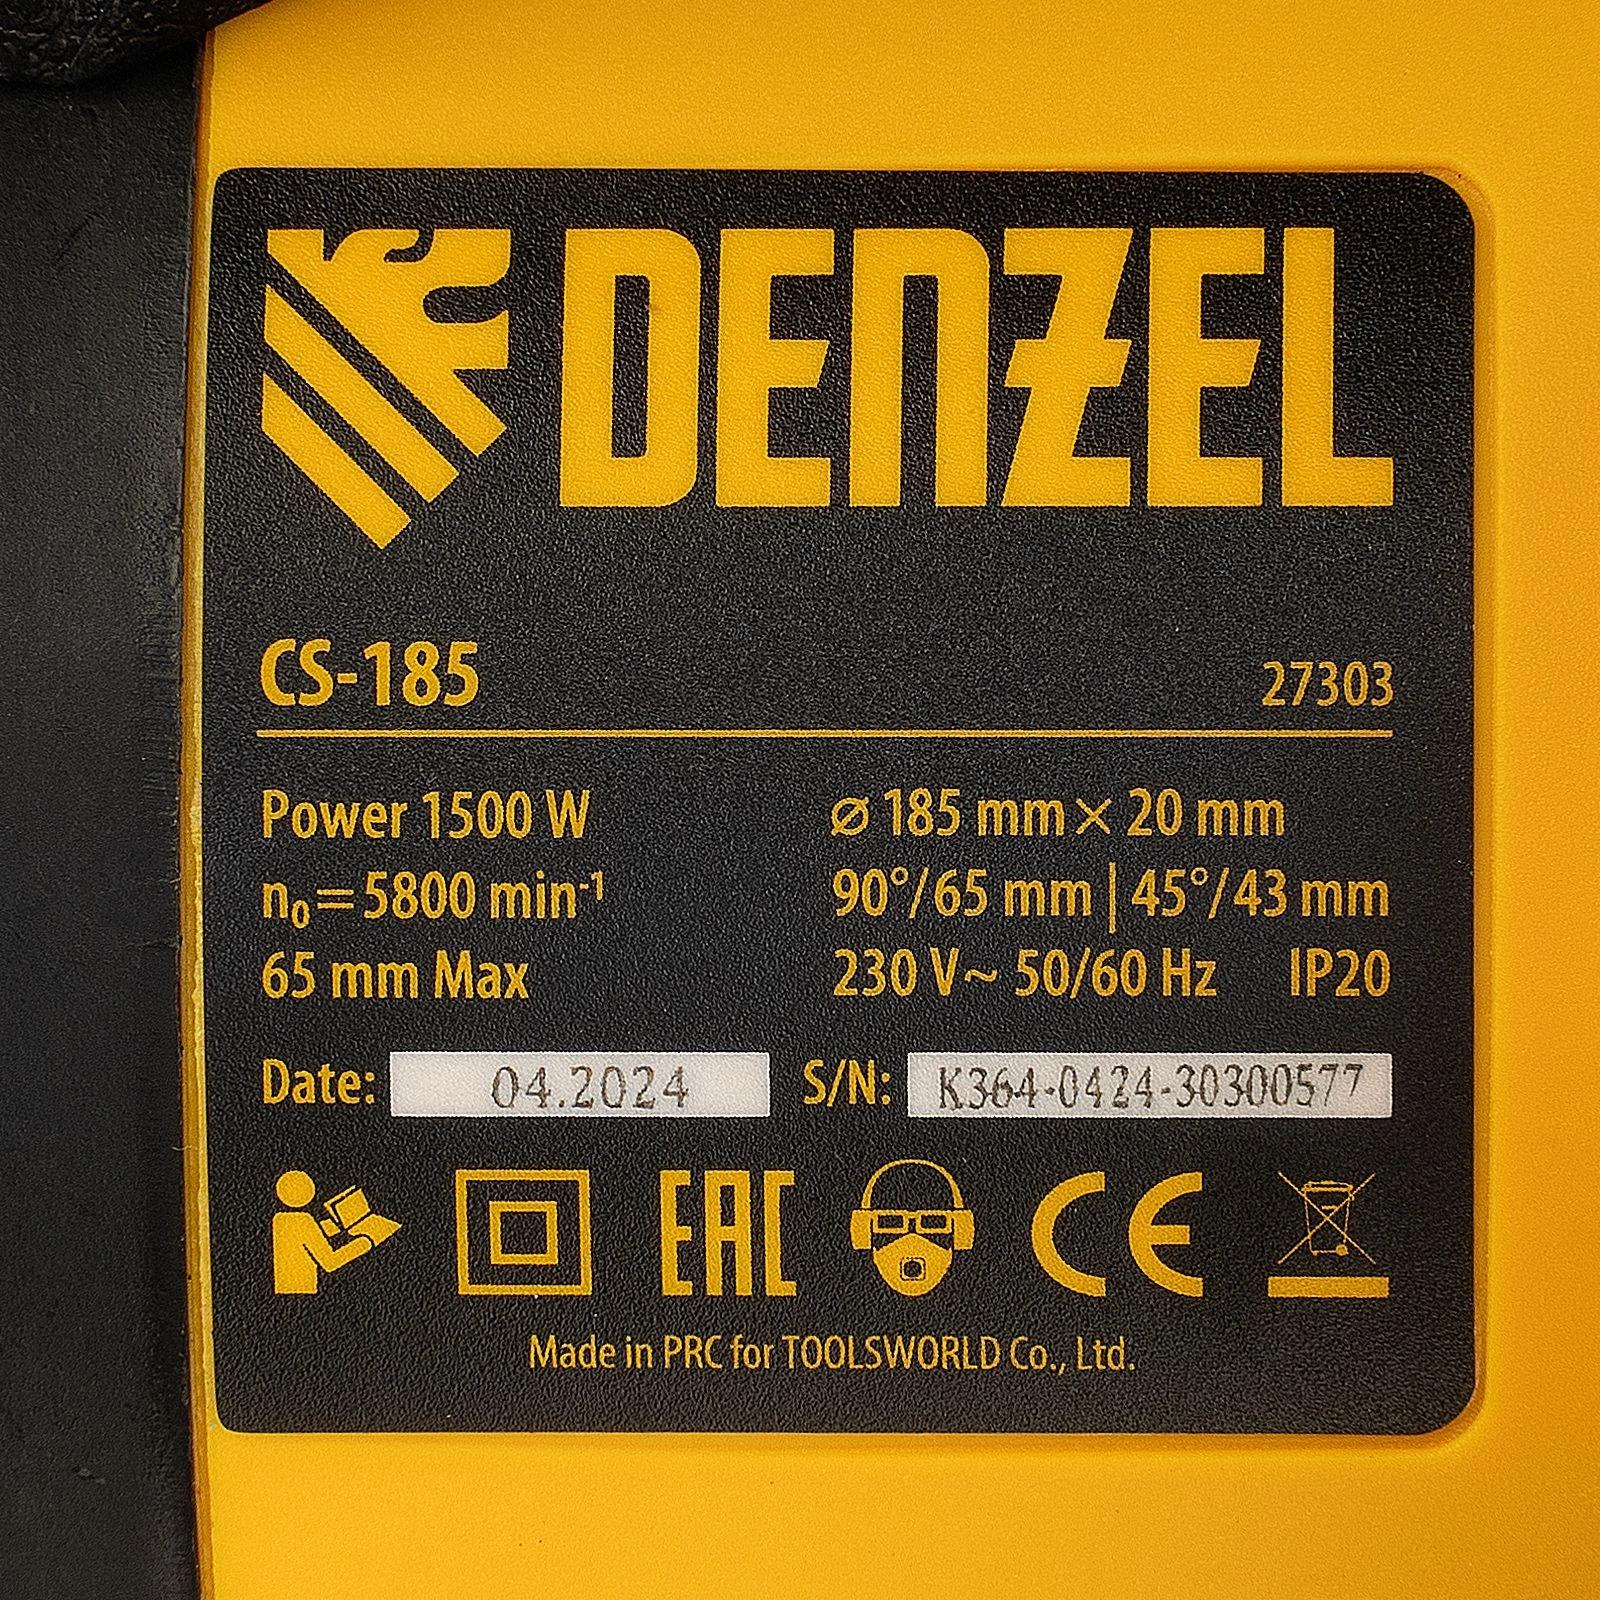 DENZEL
CS-185 27303
Power 1500 W ⌀ 185 mm × 20 mm
n₀=5800 min⁻¹ 90°/65 mm | 45°/43 mm
65 mm Max 230 V~ 50/60 Hz IP20
Date: 04.2024 S/N: K364-0424-30300577
EAC CE
Made in PRC for TOOLSWORLD Co., Ltd.